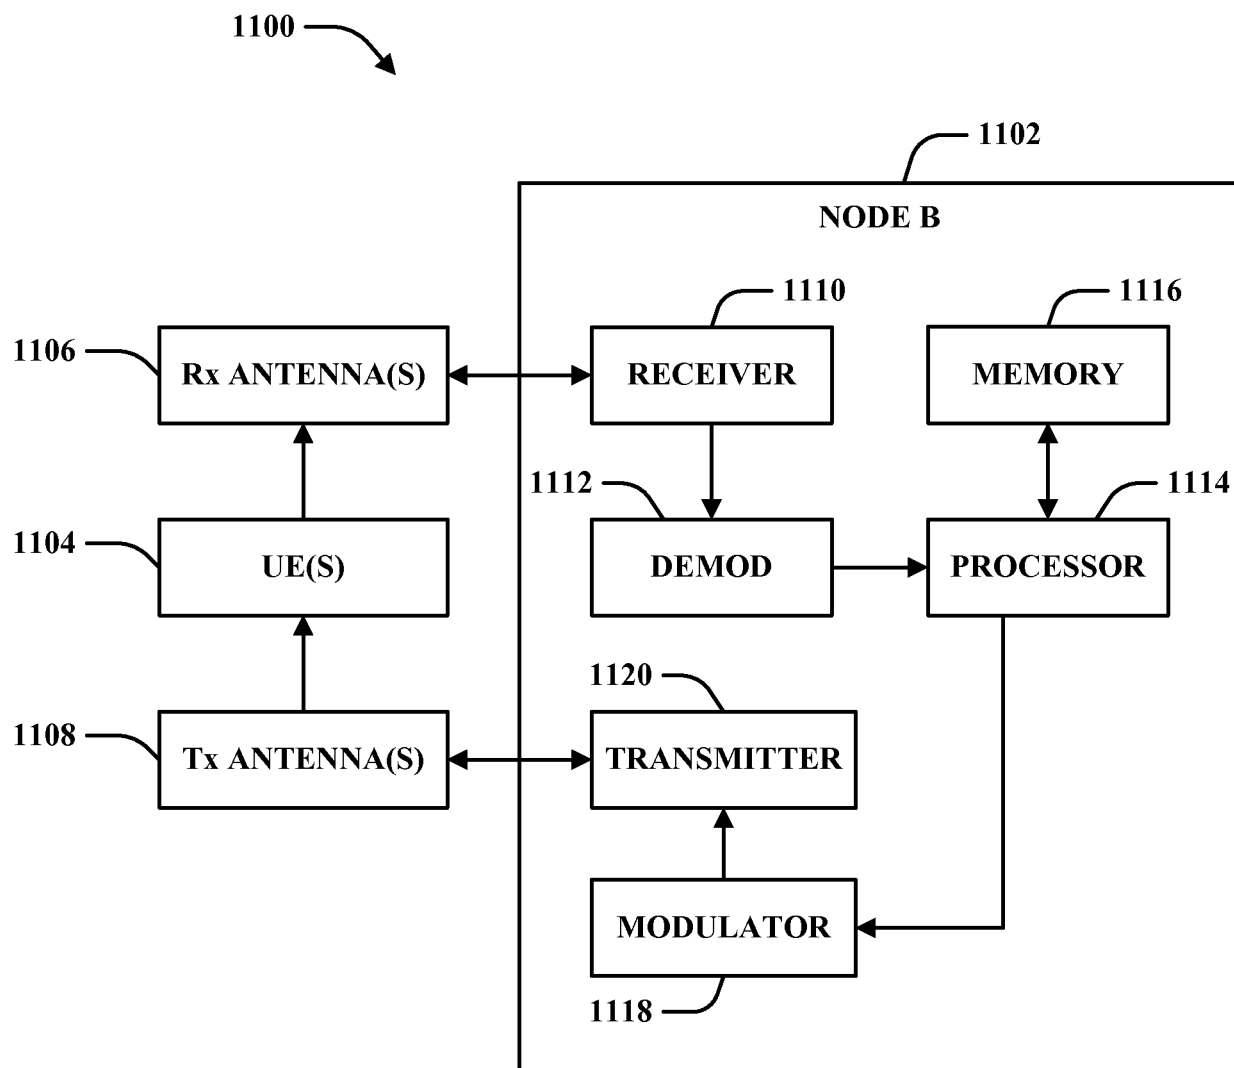 1100
1102
NODE B
1110
1116
1106
Rx ANTENNA(S)
RECEIVER
MEMORY
1112
1114
1104
UE(S)
DEMOD
PROCESSOR
1120
1108
Tx ANTENNA(S)
TRANSMITTER
MODULATOR
1118